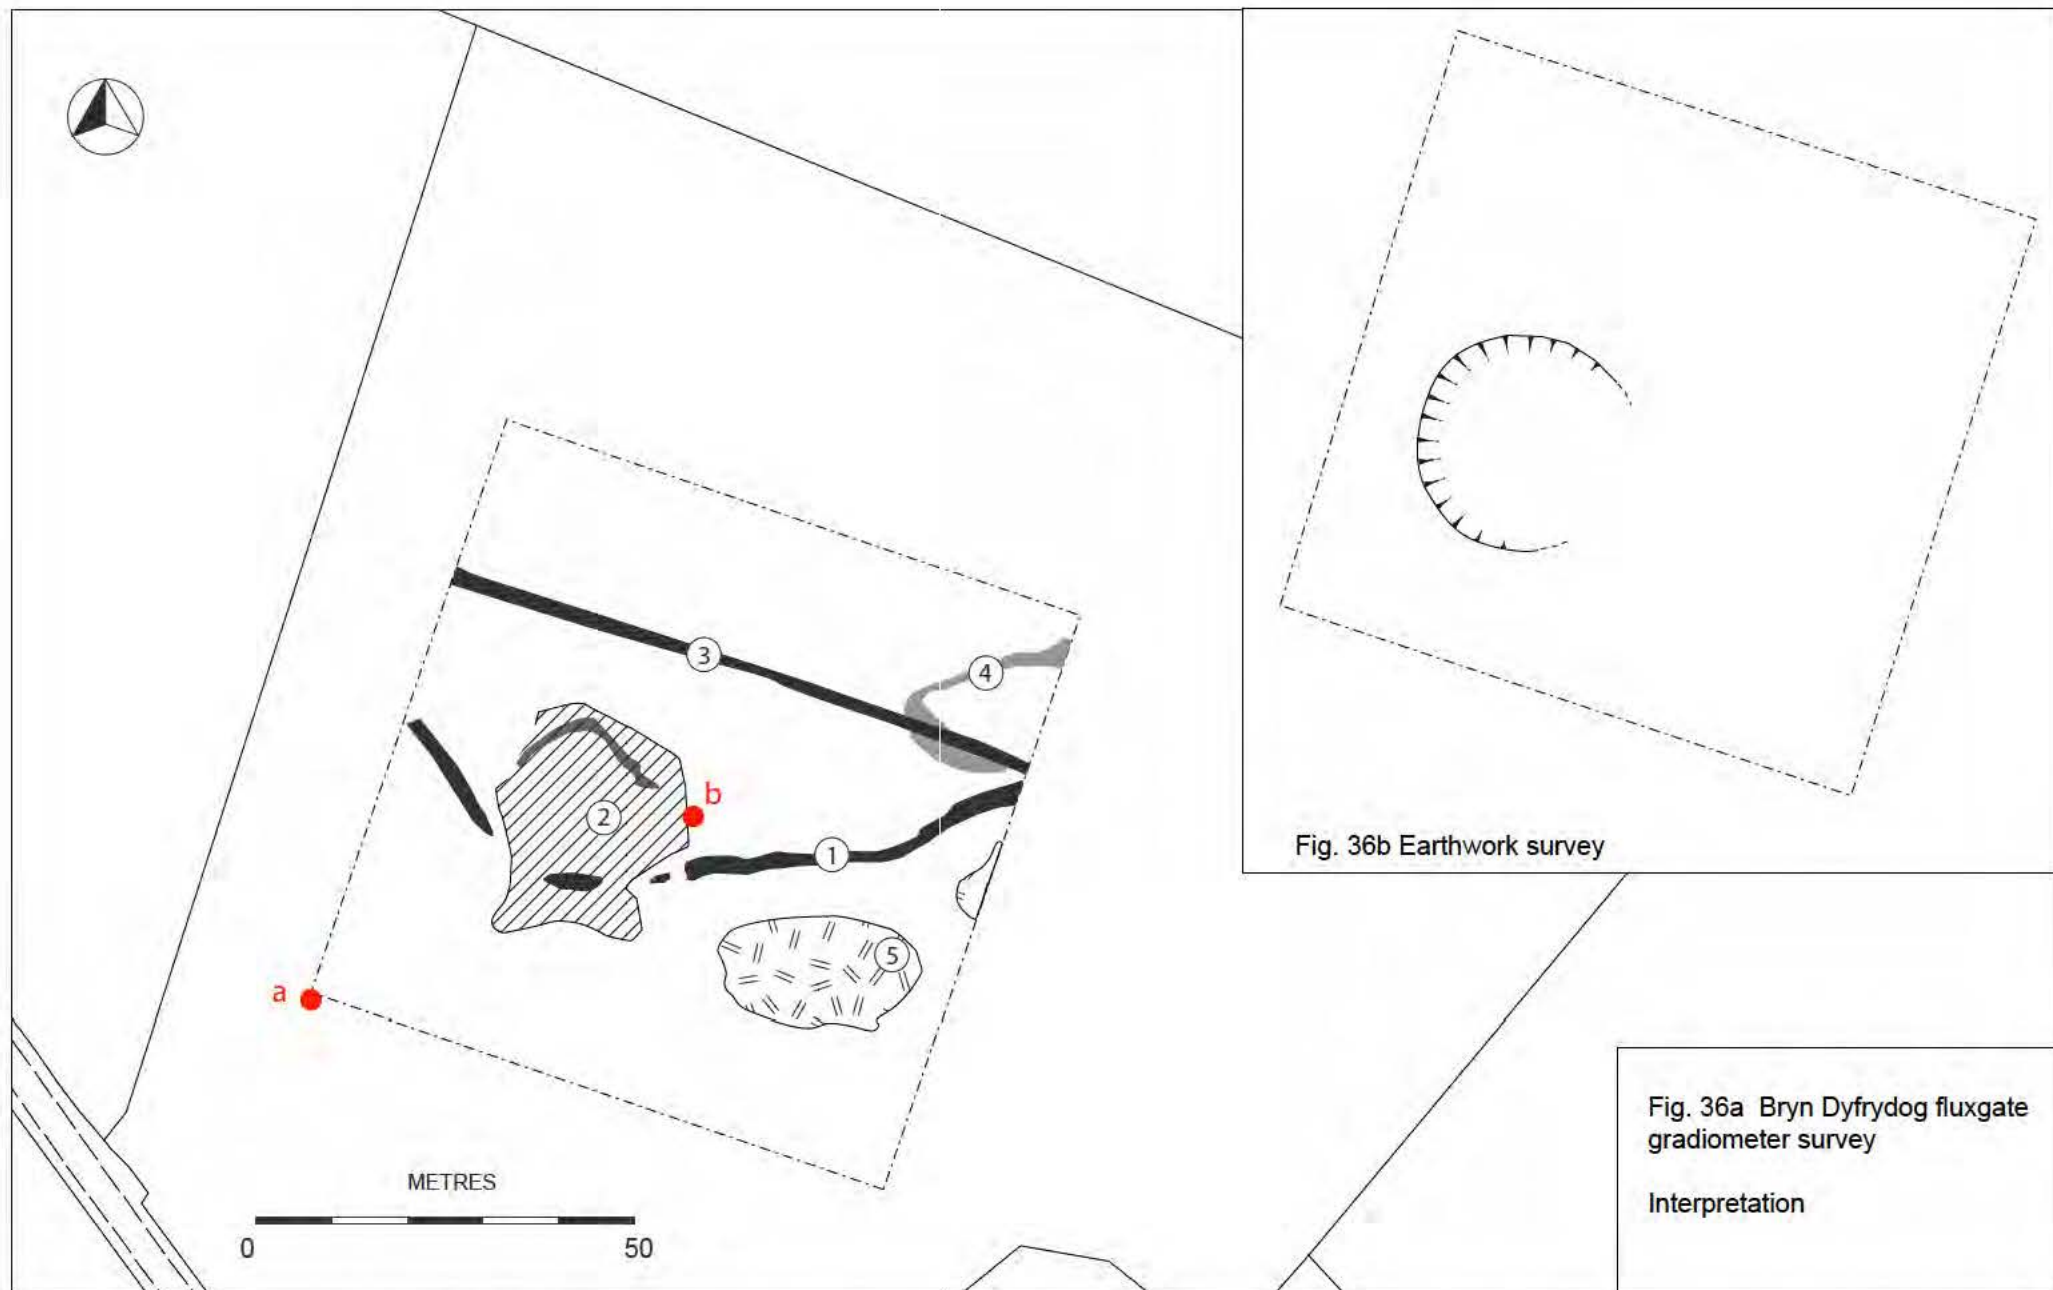 3
4
b
2
1
5
a
METRES
0
50
Fig. 36b Earthwork survey
Fig. 36a Bryn Dyfrydog fluxgate
gradiometer survey
Interpretation